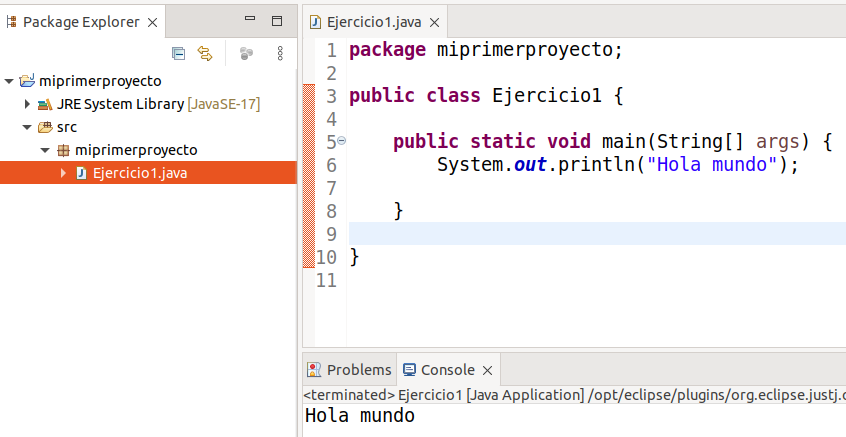 Package Explorer
miprimerproyecto
JRE System Library [JavaSE-17]
src
miprimerproyecto
Ejercicio1.java
Ejercicio1.java
1 package miprimerproyecto;
2
3 public class Ejercicio1 {
4
5 public static void main(String[] args) {
6 System.out.println("Hola mundo");
7
8 }
9
10 }
11
Problems Console
<terminated> Ejercicio1 [Java Application] /opt/eclipse/plugins/org.eclipse.justj.
Hola mundo